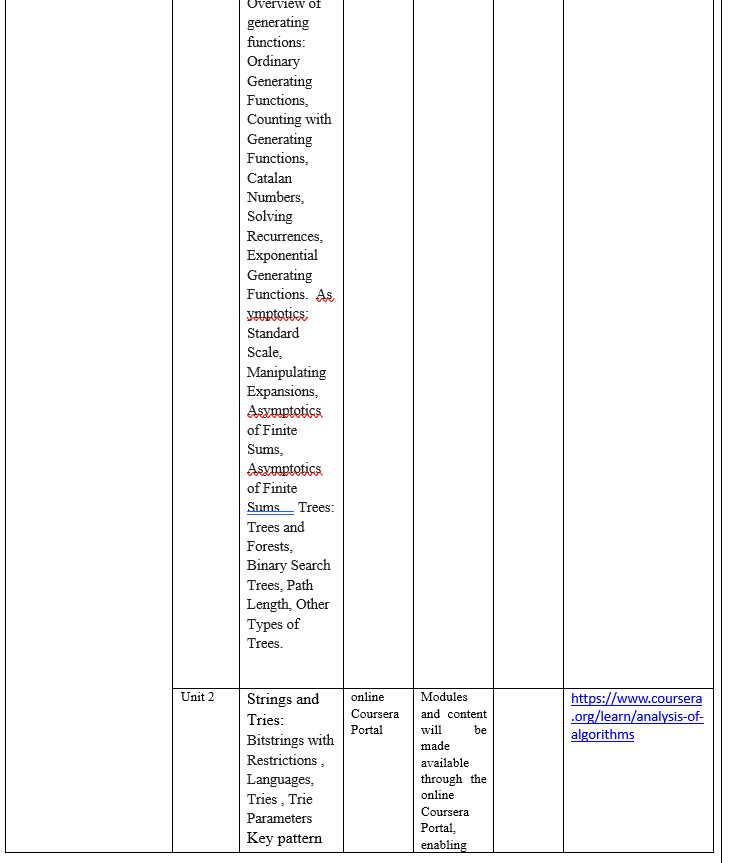 Overview of
generating
functions:
Ordinary
Generating
Functions,
Counting with
Generating
Functions,
Catalan
Numbers,
Solving
Recurrences,
Exponential
Generating
Functions. As
ymptotics:
Standard
Scale,
Manipulating
Expansions,
Asymptotics
of Finite
Sums,
Asymptotics
of Finite
Sums Trees:
Trees and
Forests,
Binary Search
Trees, Path
Length, Other
Types of
Trees.
Unit 2
Strings and
Tries:
Bitstrings with
Restrictions ,
Languages,
Tries , Trie
Parameters
Key pattern
online
Coursera
Portal
Modules
and content
will be
made
available
through the
online
Coursera
Portal,
enabling
https://www.coursera
.org/learn/analysis-of-
algorithms